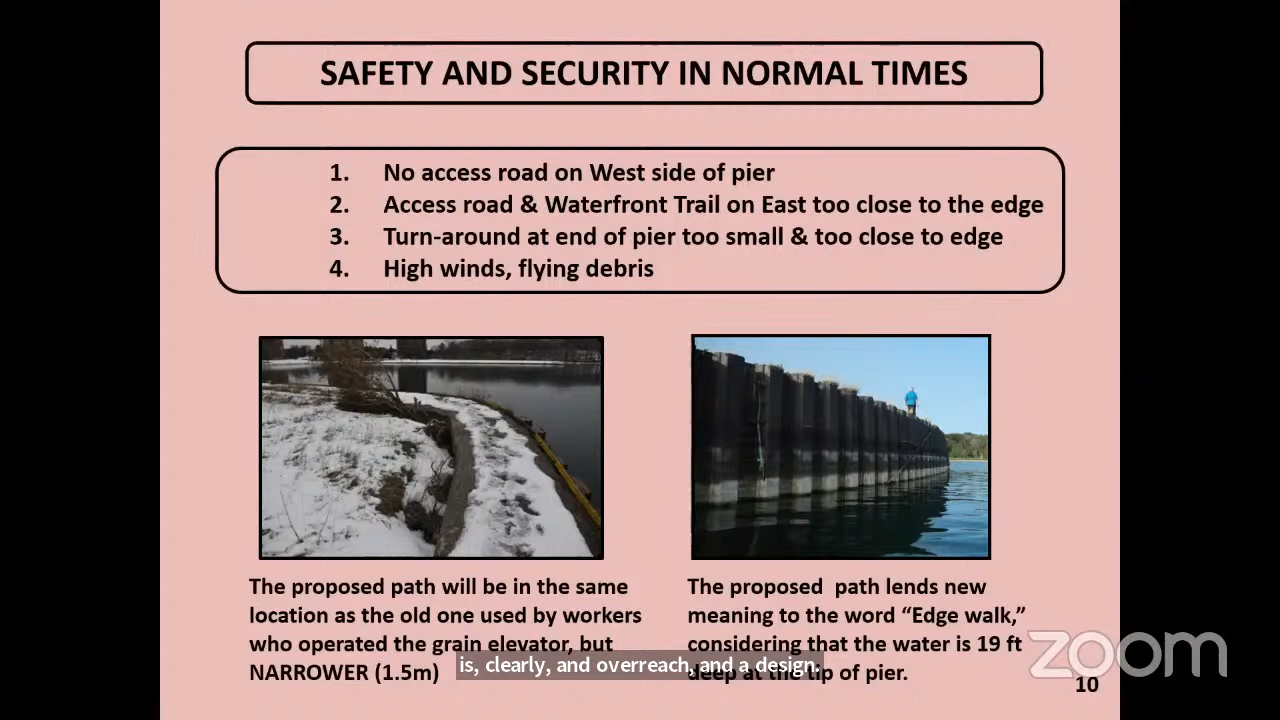 SAFETY AND SECURITY IN NORMAL TIMES
1. No access road on West side of pier
2. Access road & Waterfront Trail on East too close to the edge
3. Turn-around at end of pier too small & too close to edge
4. High winds, flying debris
The proposed path will be in the same
location as the old one used by workers
who operated the grain elevator, but
NARROWER (1.5m)
The proposed path lends new
meaning to the word “Edge walk,”
considering that the water is 19 ft
deep at the tip of pier.
is, clearly, and overreach, and a design.
zoom
10